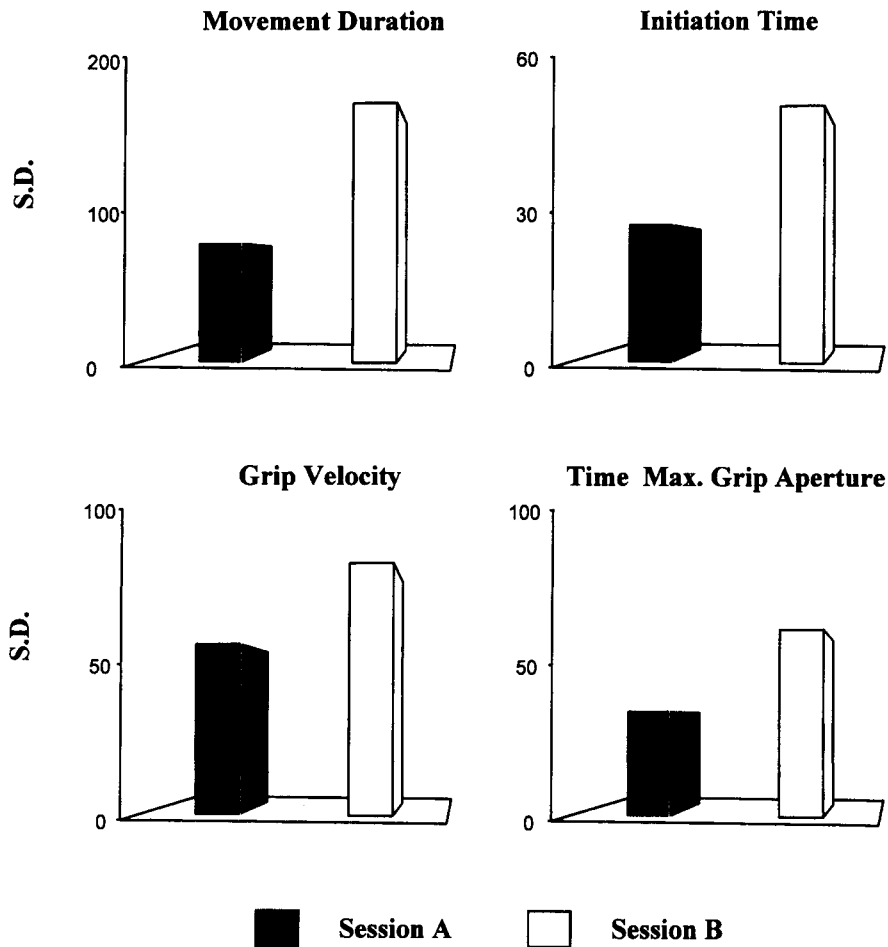 Movement Duration
Initiation Time
200
100
0
S.D.
60
30
0
Grip Velocity
Time Max. Grip Aperture
100
50
0
S.D.
100
50
0
Session A
Session B